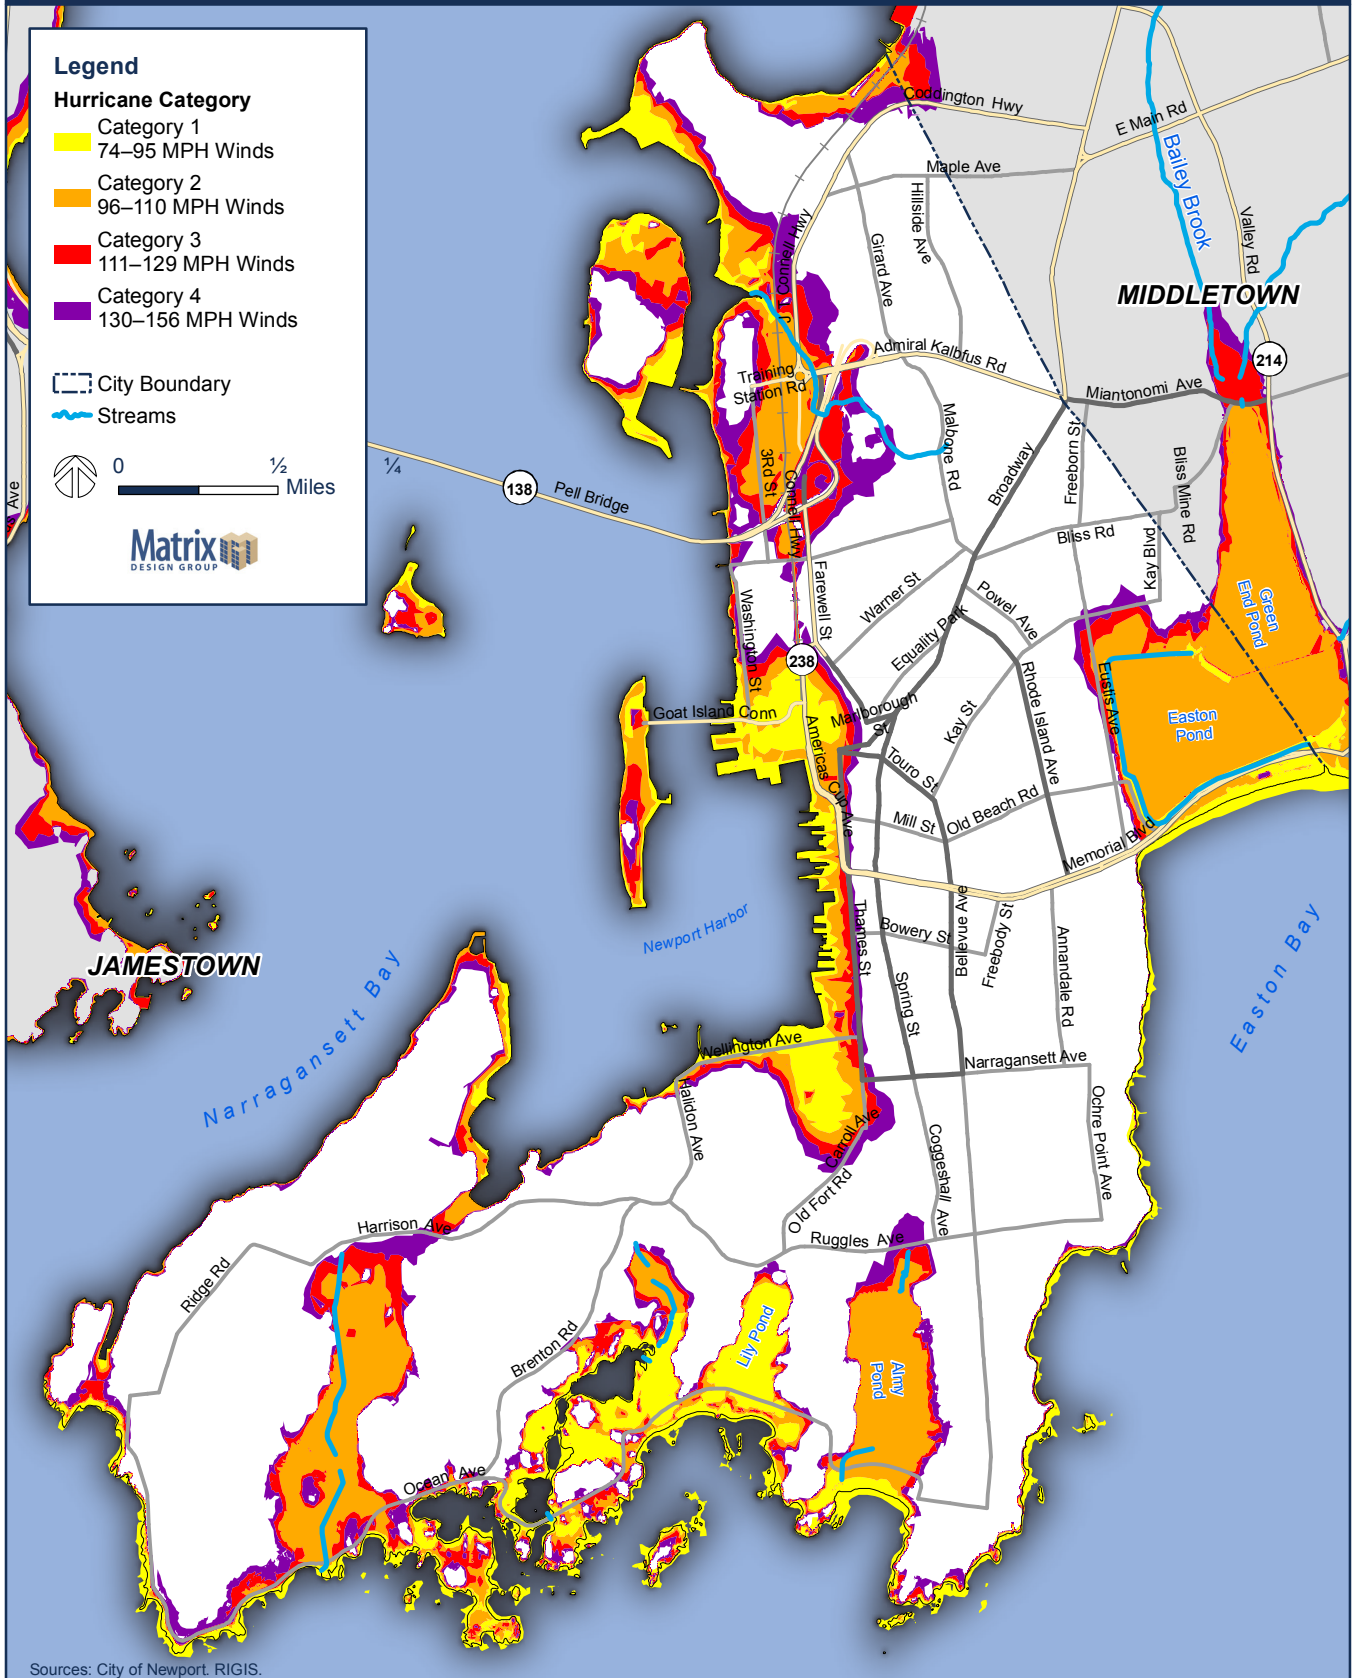 Legend
Hurricane Category
Category 1
74–95 MPH Winds
Category 2
96–110 MPH Winds
Category 3
111–129 MPH Winds
Category 4
130–156 MPH Winds
City Boundary
Streams
0 ¼ ½
Miles
Matrix
DESIGN GROUP
Coddington Hwy
E Main Rd
Bailey Brook
Maple Ave
Hillside Ave
Girard Ave
Valley Rd
J T Connell Hwy
MIDDLETOWN
Admiral Kalbfus Rd
214
Training
Station Rd
Miantonomi Ave
Malbone Rd
Broadway
Freeborn St
Bliss Mine Rd
3Rd St
Connell Hwy
138
Pell Bridge
Ave
Bliss Rd
Kay Blvd
Farewell St
Warner St
Powel Ave
Equality Park
Washington St
Green
End Pond
238
Rhode Island Ave
Eustis Ave
Goat Island Conn
Marlborough
St
Kay St
Easton
Pond
Americas Cup Ave
Touro St
Mill St
Old Beach Rd
Memorial Blvd
Newport Harbor
Thames St
Bowery St
Bellevue Ave
Freebody St
Annandale Rd
Spring St
Easton Bay
JAMESTOWN
Narragansett Bay
Wellington Ave
Narragansett Ave
Halidon Ave
Carroll Ave
Coggeshall Ave
Ochre Point Ave
Old Fort Rd
Harrison Ave
Ruggles Ave
Ridge Rd
Brenton Rd
Lily Pond
Almy
Pond
Ocean Ave
Sources: City of Newport. RIGIS.